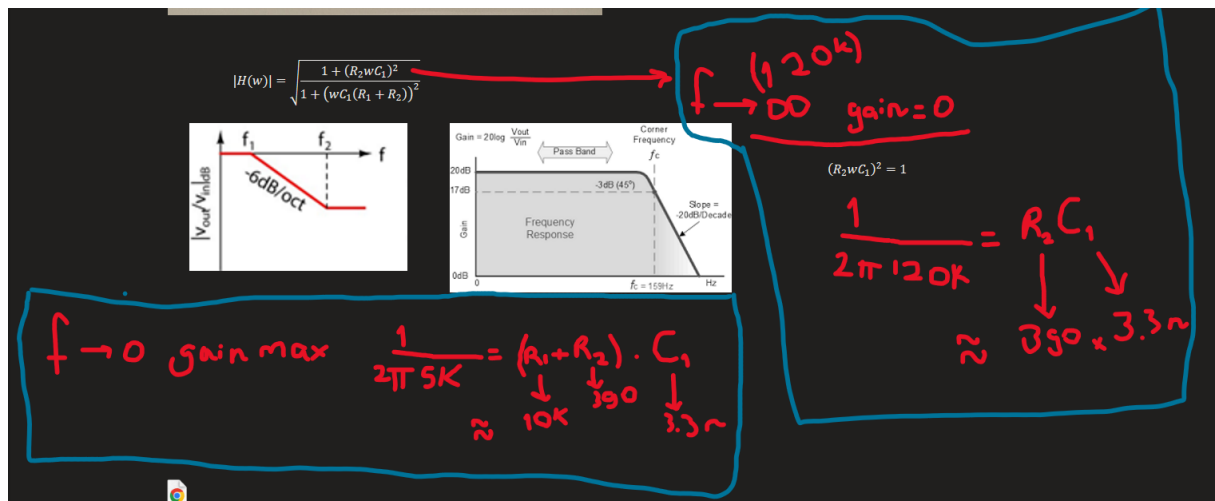 |H(w)| = √((1 + (R₂wC₁)²) / (1 + (wC₁(R₁ + R₂))²))
f₁ f₂
f
-6dB/oct
|Vout/Vin|dB
Gain = 20log Vout/Vin
Pass Band
Corner
Frequency
fc
20dB
17dB
-3dB (45°)
Slope =
-20dB/Decade
Gain
Frequency
Response
0dB
0
fc = 159Hz
Hz
f → ∞ (120k) gain = 0
(R₂wC₁)² = 1
1/(2π 120k) = R₂C₁
≈ 390 × 3.3n
f → 0 gain max 1/(2π 5k) = (R₁+R₂) · C₁
≈ 10k 390 3.3n